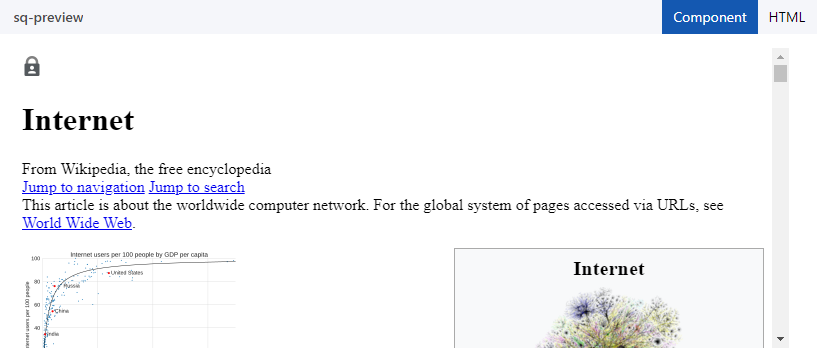 sq-preview
Component
HTML
Internet
From Wikipedia, the free encyclopedia
Jump to navigation Jump to search
This article is about the worldwide computer network. For the global system of pages accessed via URLs, see
World Wide Web.
Internet users per 100 people by GDP per capita
100
United States
80
Russia
60
China
40
India
Internet users per 100 people
Internet